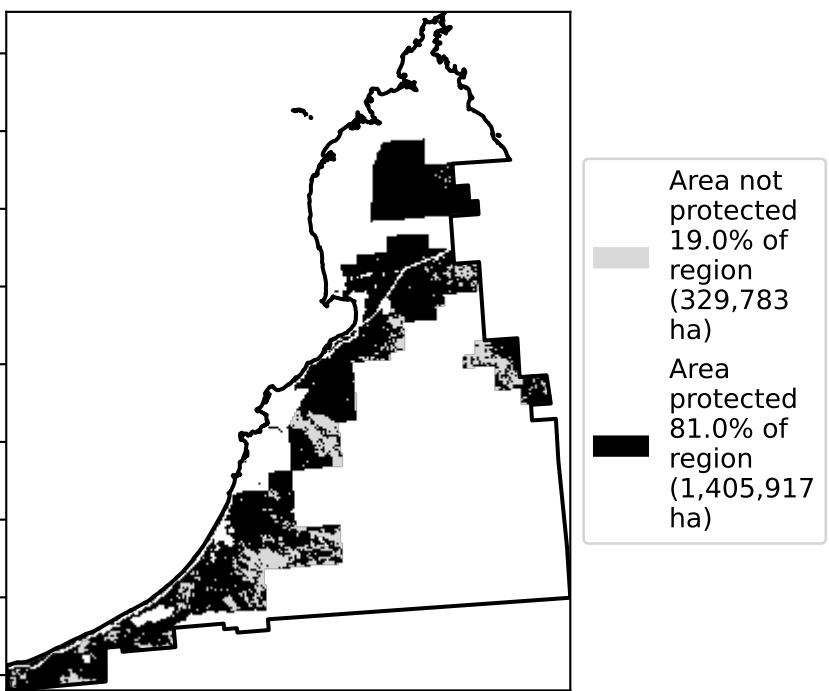 Area not
protected
19.0% of
region
(329,783
ha)
Area
protected
81.0% of
region
(1,405,917
ha)